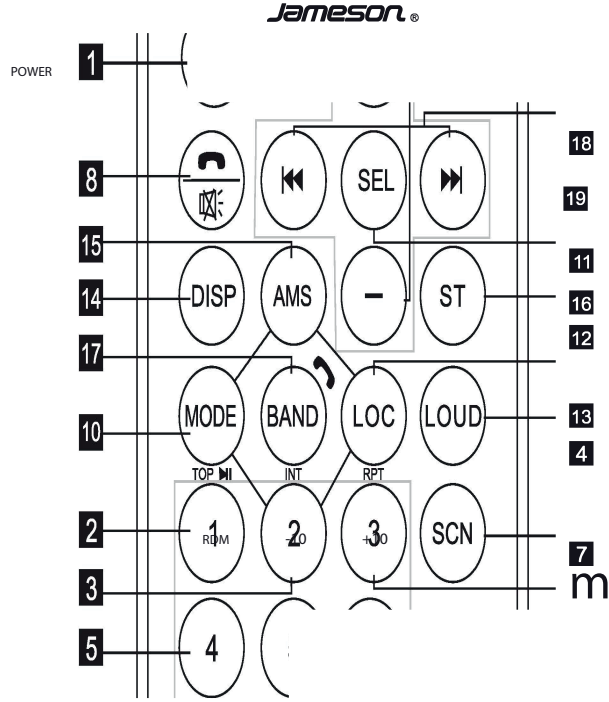 Jameson ®
1
POWER
18
8 SEL
19
15
11
14 DISP AMS − ST 16
12
17
MODE BAND LOC LOUD 13
10
4
TOP INT RPT
2 1 2 3 SCN
RDM -10 +10
7
3 m
5 4